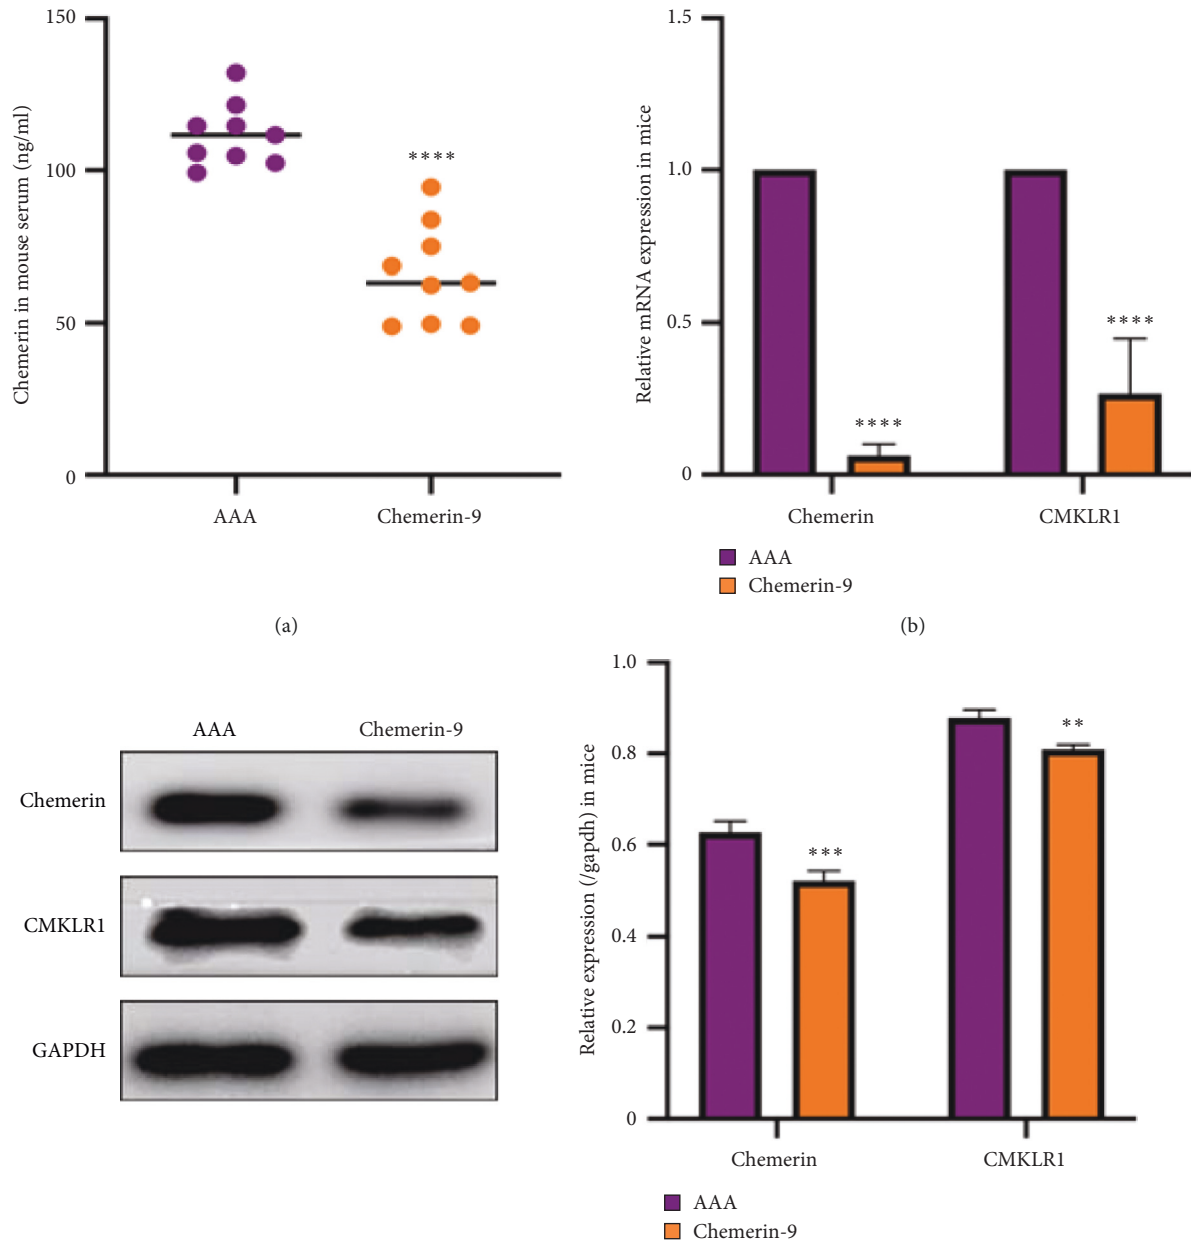 150
100
50
0
Chemerin in mouse serum (ng/ml)
****
AAA
Chemerin-9
(a)
1.5
1.0
0.5
0
Relative mRNA expression in mice
****
****
Chemerin
CMKLR1
AAA
Chemerin-9
(b)
AAA
Chemerin-9
Chemerin
CMKLR1
GAPDH
1.0
0.8
0.6
0.4
0.2
0
Relative expression (/gapdh) in mice
***
**
Chemerin
CMKLR1
AAA
Chemerin-9